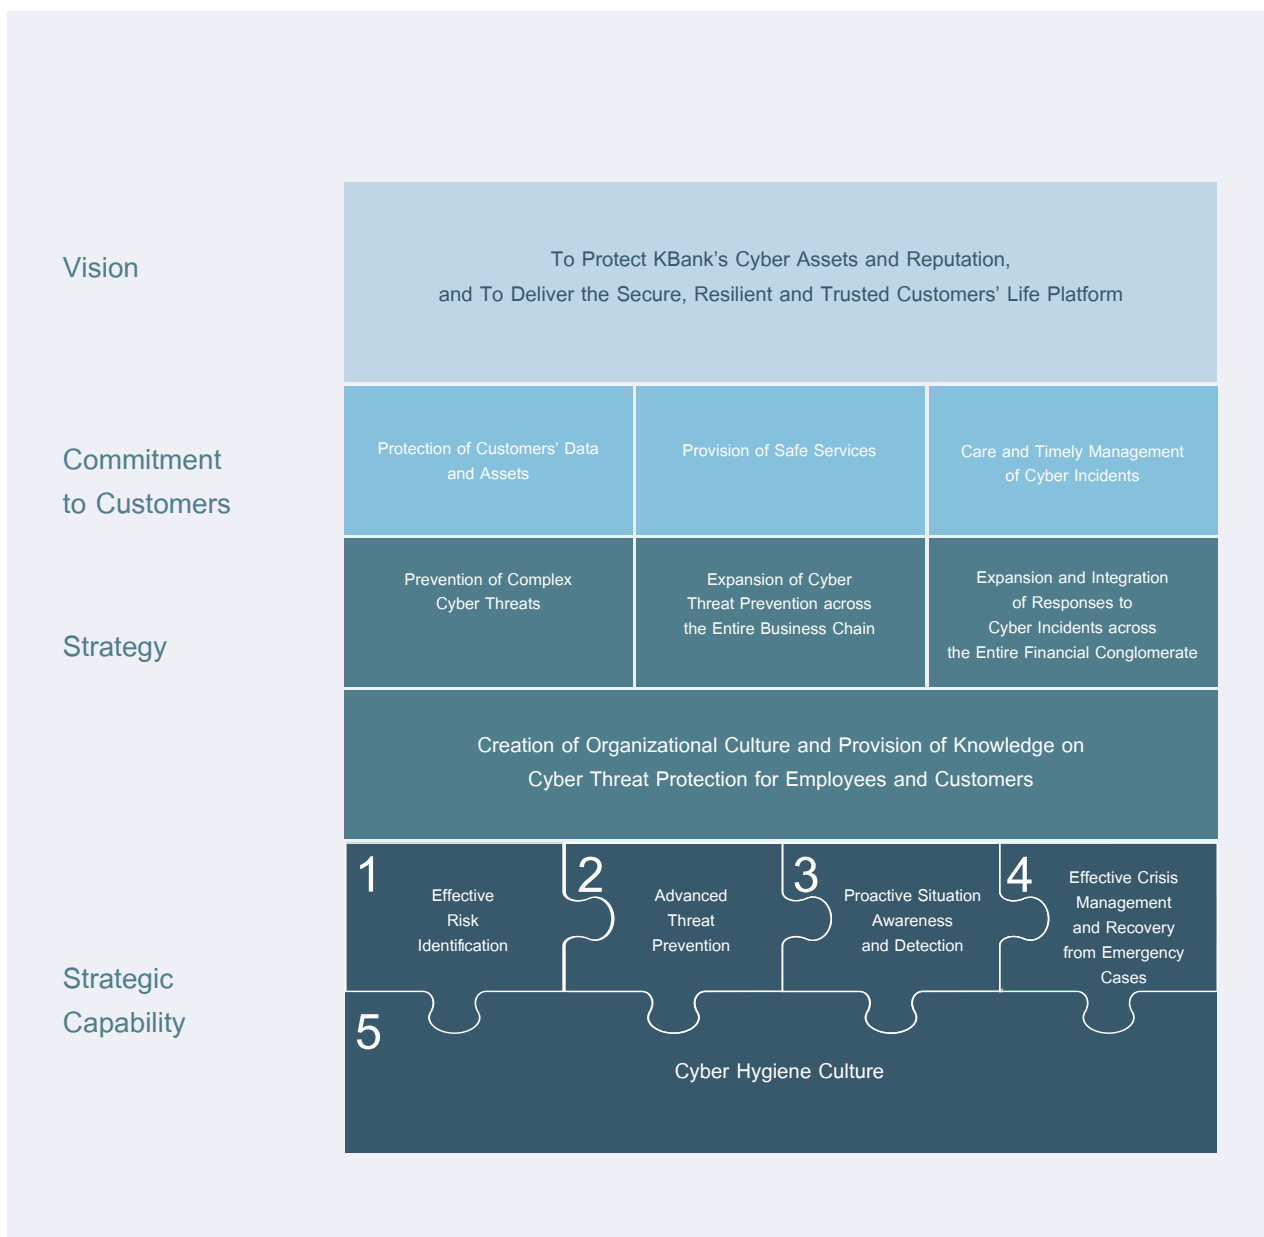 Vision
To Protect KBank’s Cyber Assets and Reputation,
and To Deliver the Secure, Resilient and Trusted Customers’ Life Platform
Commitment
to Customers
Protection of Customers’ Data
and Assets
Provision of Safe Services
Care and Timely Management
of Cyber Incidents
Strategy
Prevention of Complex
Cyber Threats
Expansion of Cyber
Threat Prevention across
the Entire Business Chain
Expansion and Integration
of Responses to
Cyber Incidents across
the Entire Financial Conglomerate
Creation of Organizational Culture and Provision of Knowledge on
Cyber Threat Protection for Employees and Customers
Strategic
Capability
1
Effective
Risk
Identification
2
Advanced
Threat
Prevention
3
Proactive Situation
Awareness
and Detection
4
Effective Crisis
Management
and Recovery
from Emergency
Cases
5
Cyber Hygiene Culture